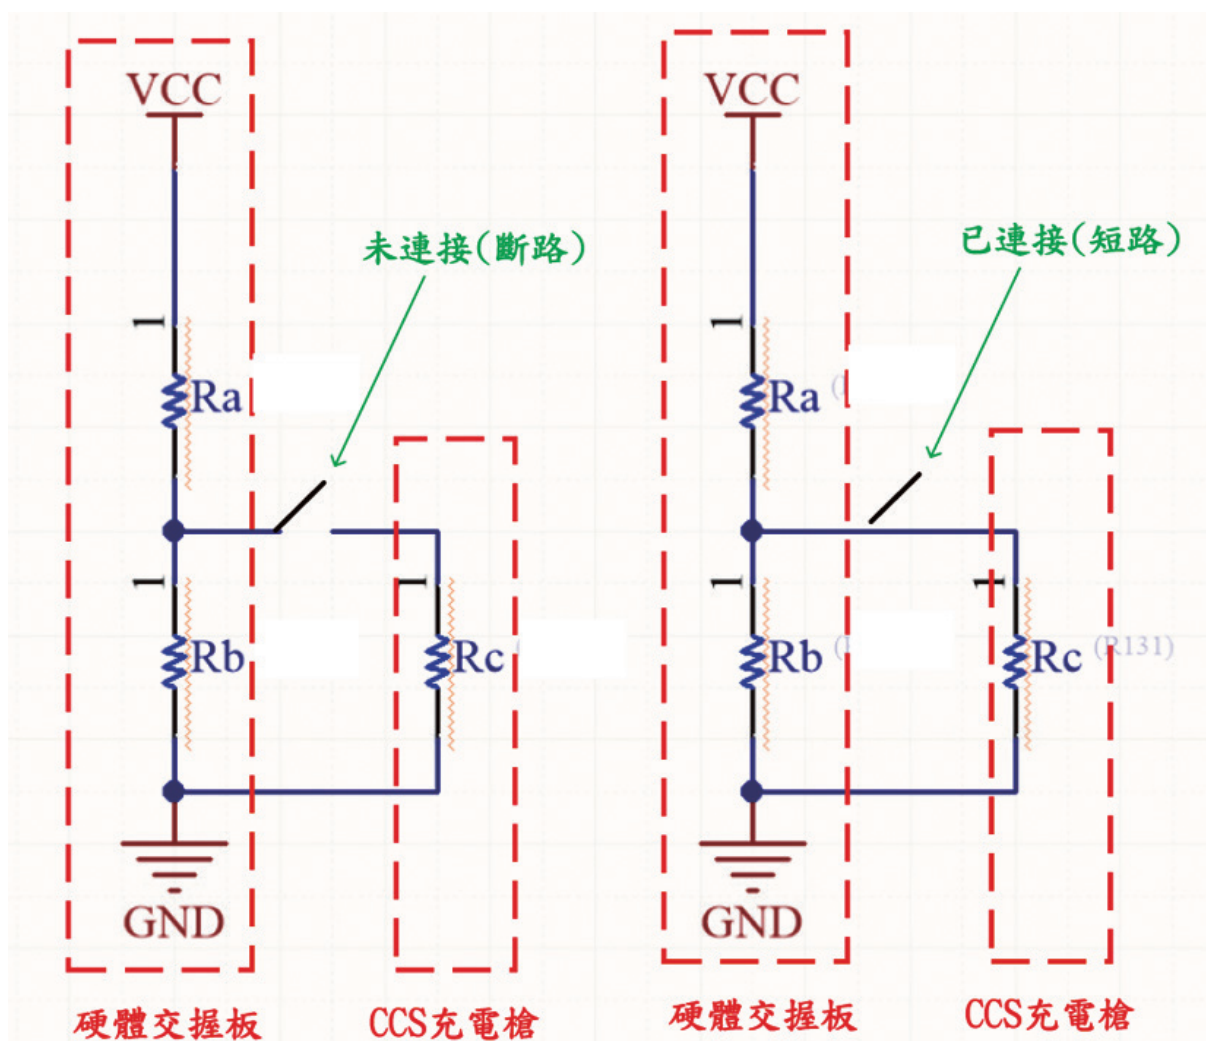 VCC
未連接(斷路)
1
Ra
1
Rb
1
Rc
GND
硬體交握板
CCS充電槍
VCC
已連接(短路)
1
Ra
1
Rb
1
Rc
(R131)
GND
硬體交握板
CCS充電槍